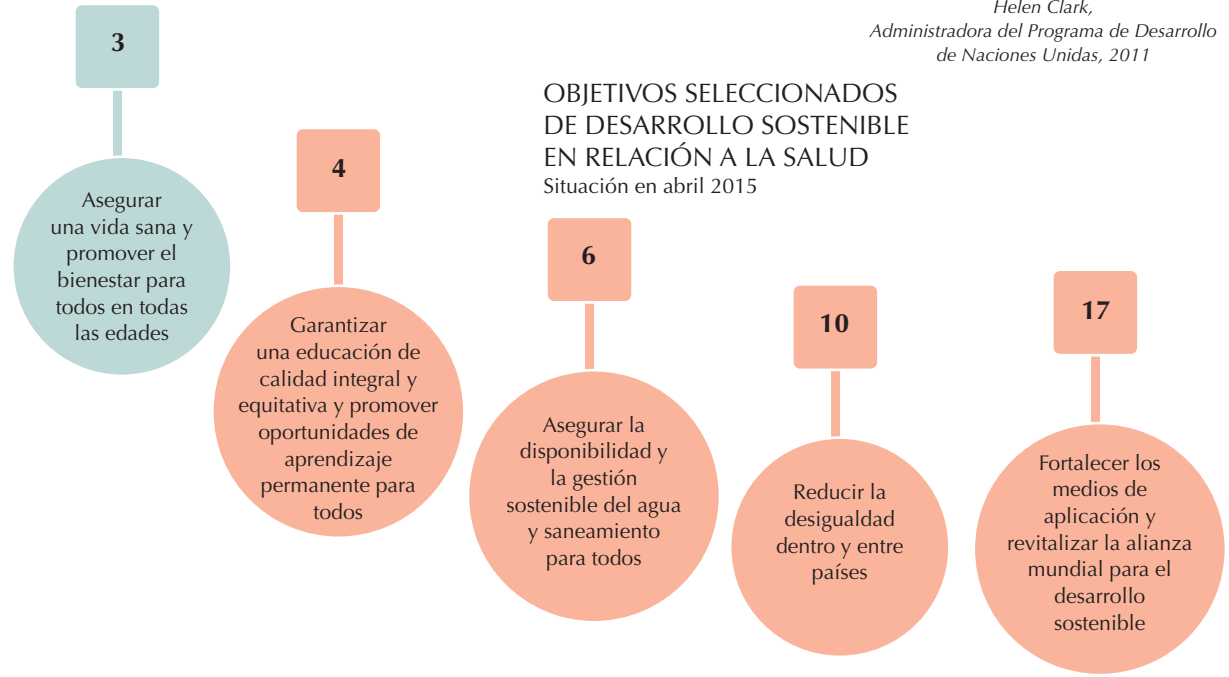 Helen Clark,
Administradora del Programa de Desarrollo
de Naciones Unidas, 2011
OBJETIVOS SELECCIONADOS
DE DESARROLLO SOSTENIBLE
EN RELACIÓN A LA SALUD
Situación en abril 2015
3
Asegurar
una vida sana y
promover el
bienestar para
todos en todas
las edades
4
Garantizar
una educación de
calidad integral y
equitativa y promover
oportunidades de
aprendizaje
permanente para
todos
6
Asegurar la
disponibilidad y
la gestión
sostenible del agua
y saneamiento
para todos
10
Reducir la
desigualdad
dentro y entre
países
17
Fortalecer los
medios de
aplicación y
revitalizar la alianza
mundial para el
desarrollo
sostenible